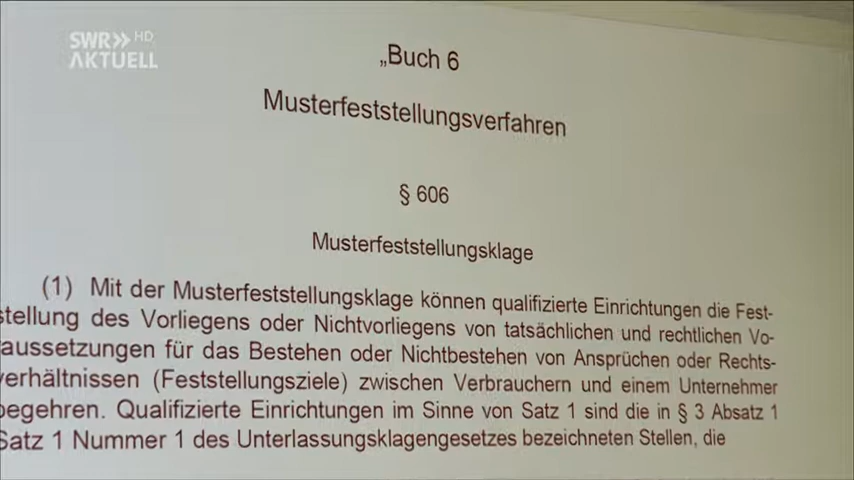 SWR» HD
AKTUELL
„Buch 6
Musterfeststellungsverfahren
§ 606
Musterfeststellungsklage
(1) Mit der Musterfeststellungsklage können qualifizierte Einrichtungen die Fest-
stellung des Vorliegens oder Nichtvorliegens von tatsächlichen und rechtlichen Vo-
aussetzungen für das Bestehen oder Nichtbestehen von Ansprüchen oder Rechts-
verhältnissen (Feststellungsziele) zwischen Verbrauchern und einem Unternehmer
begehren. Qualifizierte Einrichtungen im Sinne von Satz 1 sind die in § 3 Absatz 1
Satz 1 Nummer 1 des Unterlassungsklagengesetzes bezeichneten Stellen, die